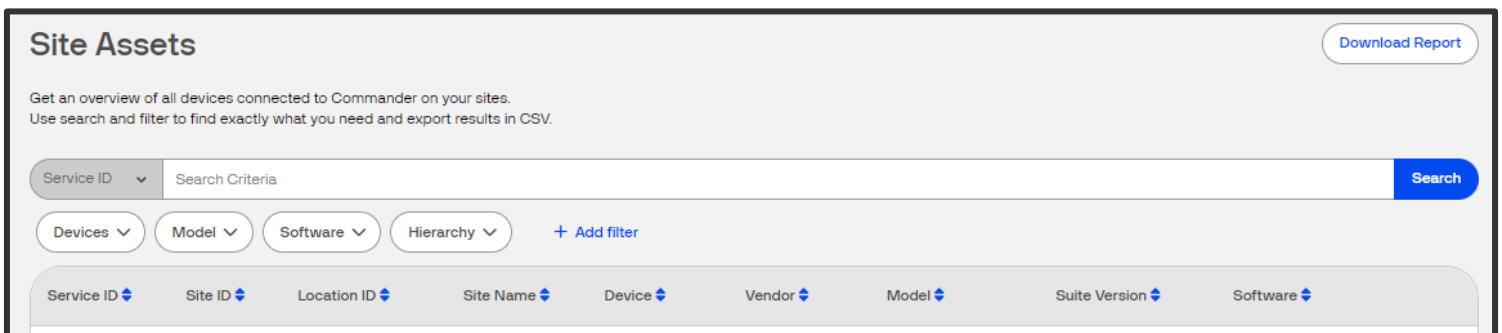 Site Assets
Download Report
Get an overview of all devices connected to Commander on your sites.
Use search and filter to find exactly what you need and export results in CSV.
Service ID Search Criteria Search
Devices Model Software Hierarchy + Add filter
Service ID Site ID Location ID Site Name Device Vendor Model Suite Version Software